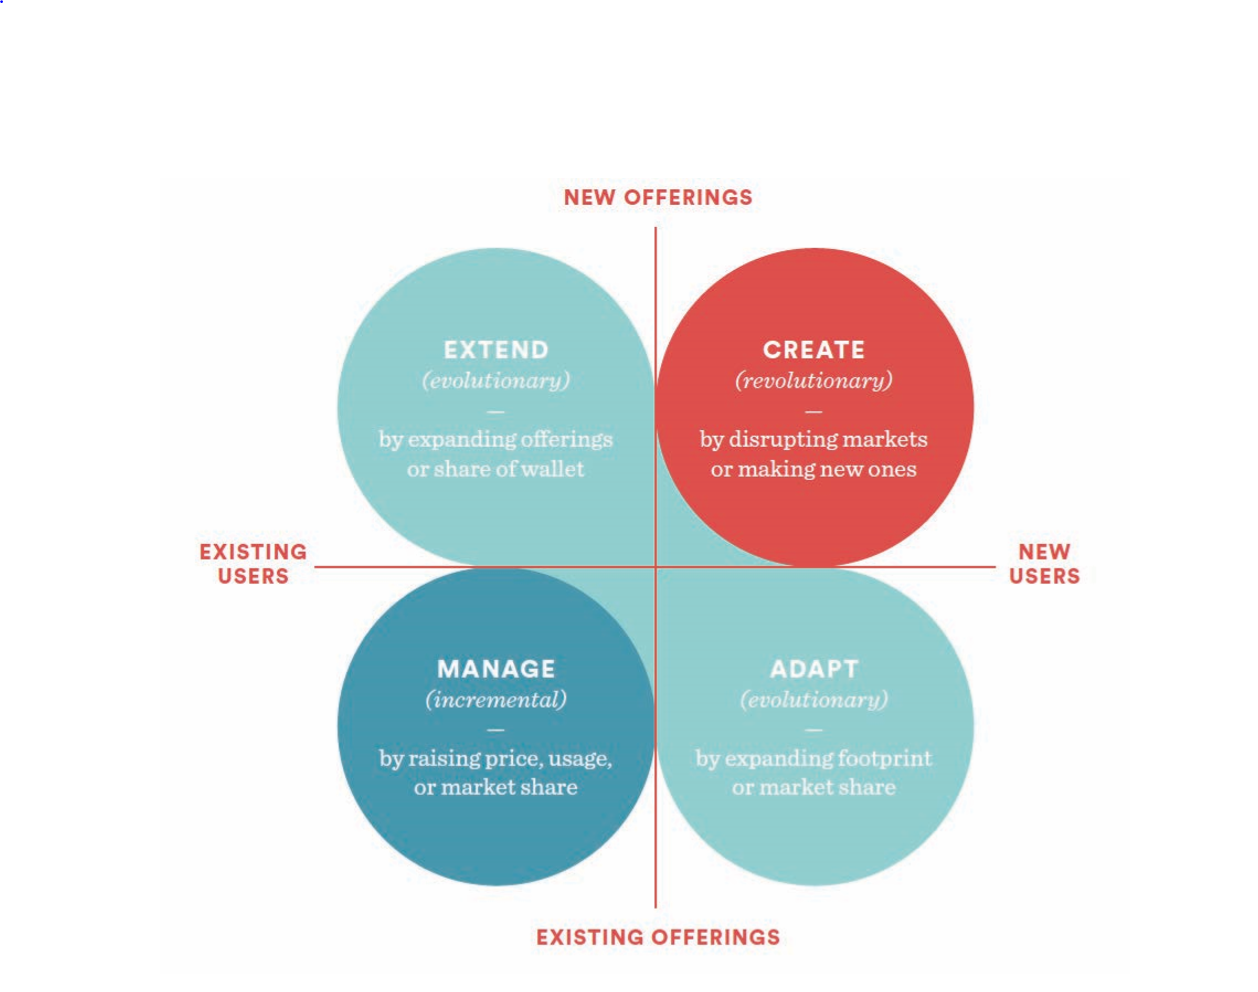 NEW OFFERINGS
EXTEND
(evolutionary)
—
by expanding offerings
or share of wallet
CREATE
(revolutionary)
—
by disrupting markets
or making new ones
EXISTING
USERS
NEW
USERS
MANAGE
(incremental)
—
by raising price, usage,
or market share
ADAPT
(evolutionary)
—
by expanding footprint
or market share
EXISTING OFFERINGS